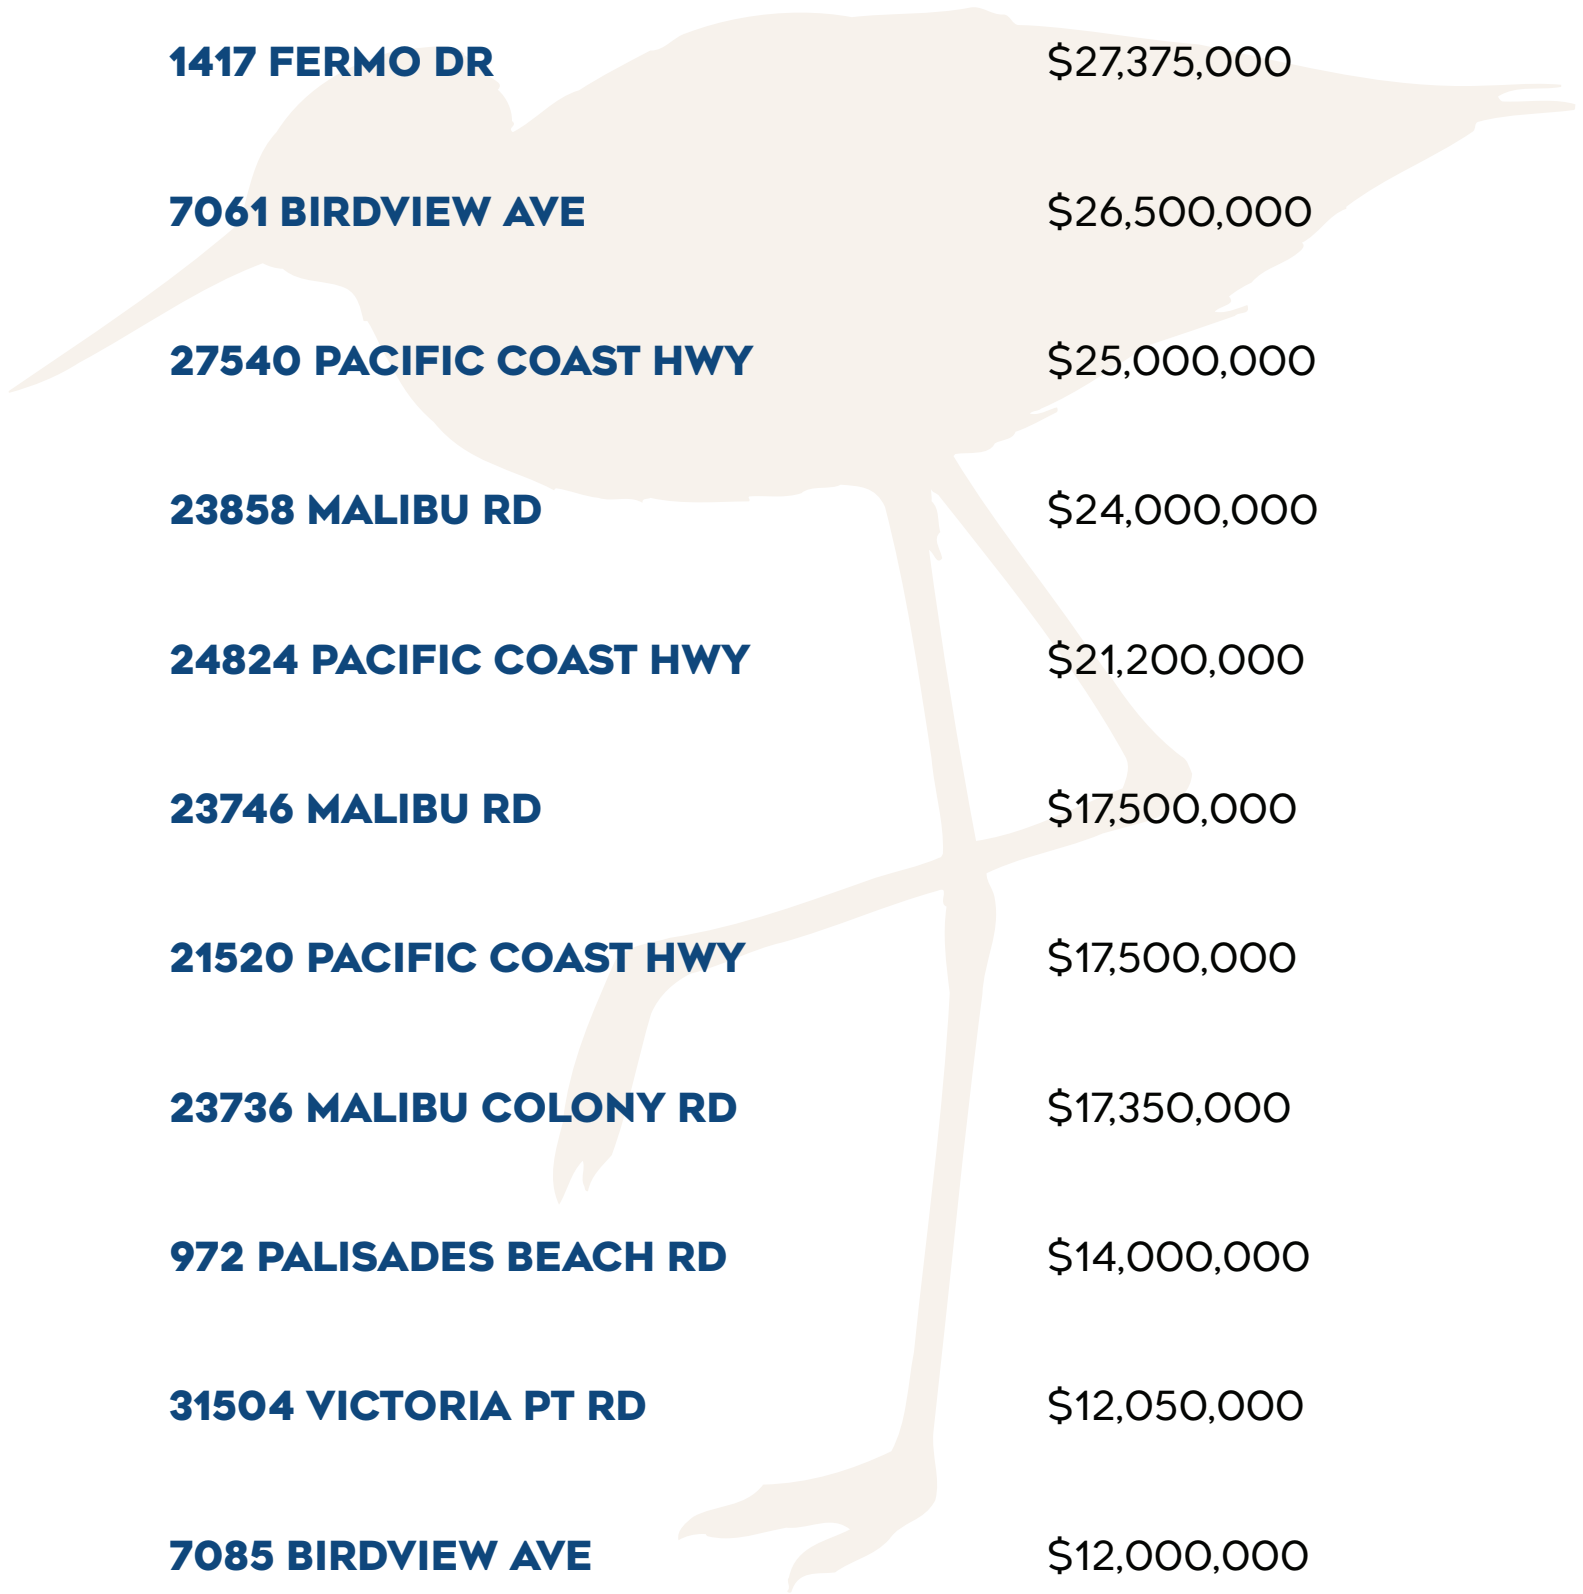 1417 FERMO DR $27,375,000
7061 BIRDVIEW AVE $26,500,000
27540 PACIFIC COAST HWY $25,000,000
23858 MALIBU RD $24,000,000
24824 PACIFIC COAST HWY $21,200,000
23746 MALIBU RD $17,500,000
21520 PACIFIC COAST HWY $17,500,000
23736 MALIBU COLONY RD $17,350,000
972 PALISADES BEACH RD $14,000,000
31504 VICTORIA PT RD $12,050,000
7085 BIRDVIEW AVE $12,000,000